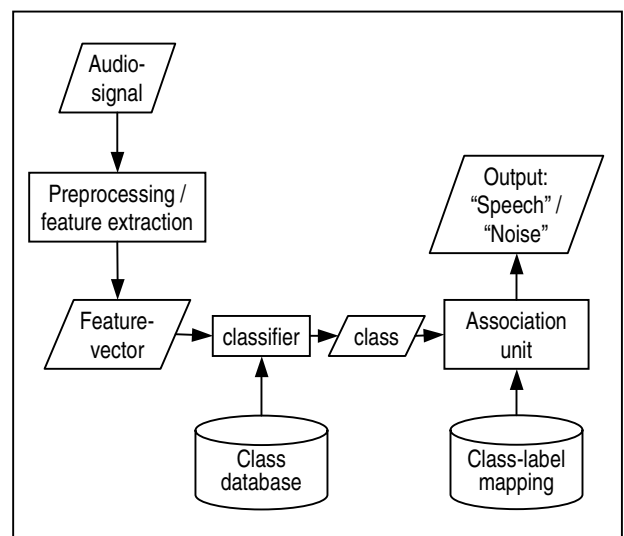 Audio-
signal
Preprocessing /
feature extraction
Output:
“Speech” /
“Noise”
Feature-
vector
classifier
class
Association
unit
Class
database
Class-label
mapping